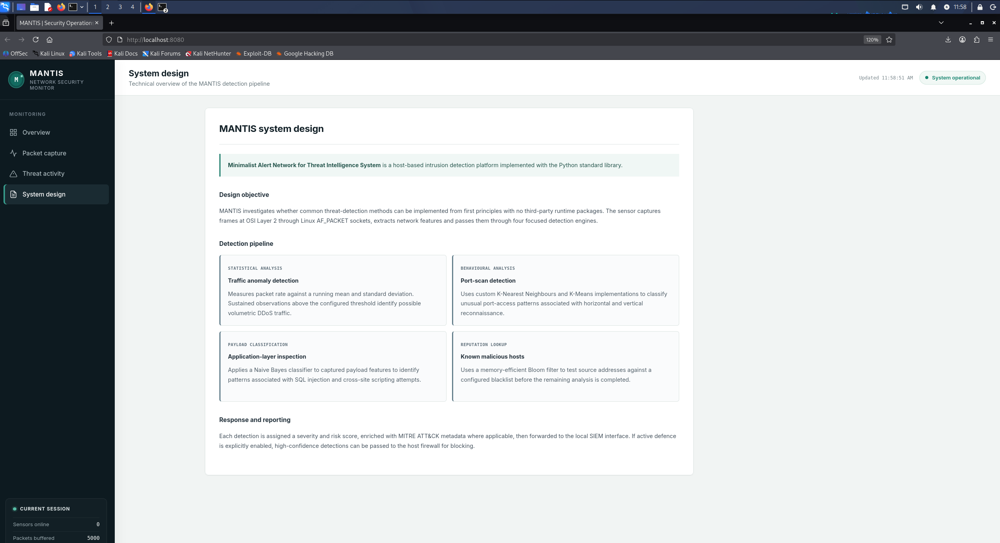 1 2 3 4
2
11:58
MANTIS | Security Operations
http://localhost:8080
120%
OffSec Kali Linux Kali Tools Kali Docs Kali Forums Kali NetHunter Exploit-DB Google Hacking DB
M
MANTIS
NETWORK SECURITY
MONITOR
MONITORING
Overview
Packet capture
Threat activity
System design
CURRENT SESSION
Sensors online 0
Packets buffered 5000
System design
Technical overview of the MANTIS detection pipeline
Updated 11:58:51 AM
System operational
MANTIS system design
Minimalist Alert Network for Threat Intelligence System is a host-based intrusion detection platform implemented with the Python standard library.
Design objective
MANTIS investigates whether common threat-detection methods can be implemented from first principles with no third-party runtime packages. The sensor captures
frames at OSI Layer 2 through Linux AF_PACKET sockets, extracts network features and passes them through four focused detection engines.
Detection pipeline
STATISTICAL ANALYSIS
Traffic anomaly detection
Measures packet rate against a running mean and standard deviation.
Sustained observations above the configured threshold identify possible
volumetric DDoS traffic.
BEHAVIOURAL ANALYSIS
Port-scan detection
Uses custom K-Nearest Neighbours and K-Means implementations to classify
unusual port-access patterns associated with horizontal and vertical
reconnaissance.
PAYLOAD CLASSIFICATION
Application-layer inspection
Applies a Naive Bayes classifier to captured payload features to identify
patterns associated with SQL injection and cross-site scripting attempts.
REPUTATION LOOKUP
Known malicious hosts
Uses a memory-efficient Bloom filter to test source addresses against a
configured blacklist before the remaining analysis is completed.
Response and reporting
Each detection is assigned a severity and risk score, enriched with MITRE ATT&CK metadata where applicable, then forwarded to the local SIEM interface. If active defence
is explicitly enabled, high-confidence detections can be passed to the host firewall for blocking.